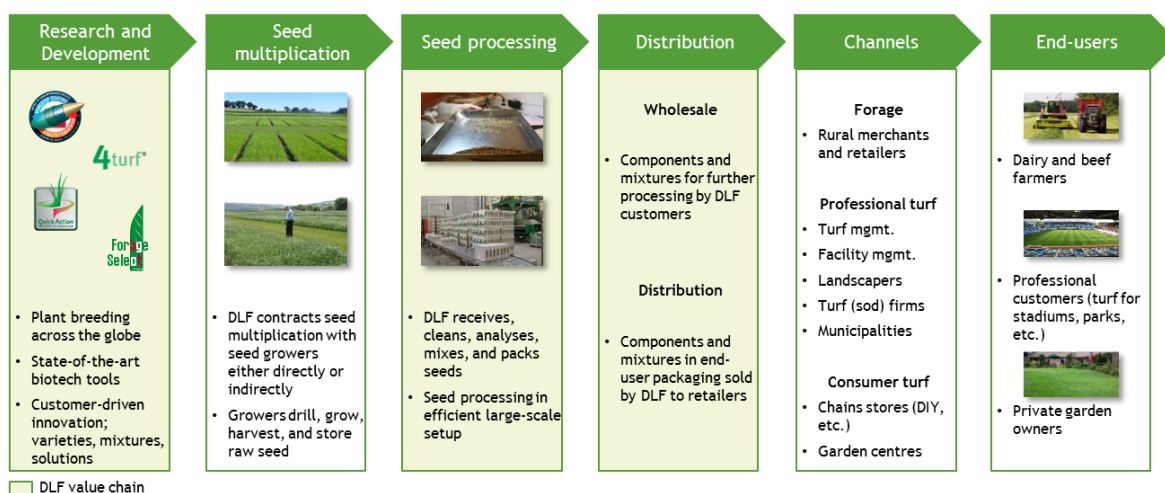 Research and
Development
Seed
multiplication
Seed processing
Distribution
Channels
End-users
4turf®
QuickAction
Forage
Select
• Plant breeding
across the globe
• State-of-the-art
biotech tools
• Customer-driven
innovation;
varieties, mixtures,
solutions
• DLF contracts seed
multiplication with
seed growers
either directly or
indirectly
• Growers drill, grow,
harvest, and store
raw seed
• DLF receives,
cleans, analyses,
mixes, and packs
seeds
• Seed processing in
efficient large-scale
setup
Wholesale
• Components and
mixtures for further
processing by DLF
customers
Distribution
• Components and
mixtures in end-
user packaging sold
by DLF to retailers
Forage
• Rural merchants
and retailers
Professional turf
• Turf mgmt.
• Facility mgmt.
• Landscapers
• Turf (sod) firms
• Municipalities
Consumer turf
• Chains stores (DIY,
etc.)
• Garden centres
• Dairy and beef
farmers
• Professional
customers (turf for
stadiums, parks,
etc.)
• Private garden
owners
DLF value chain